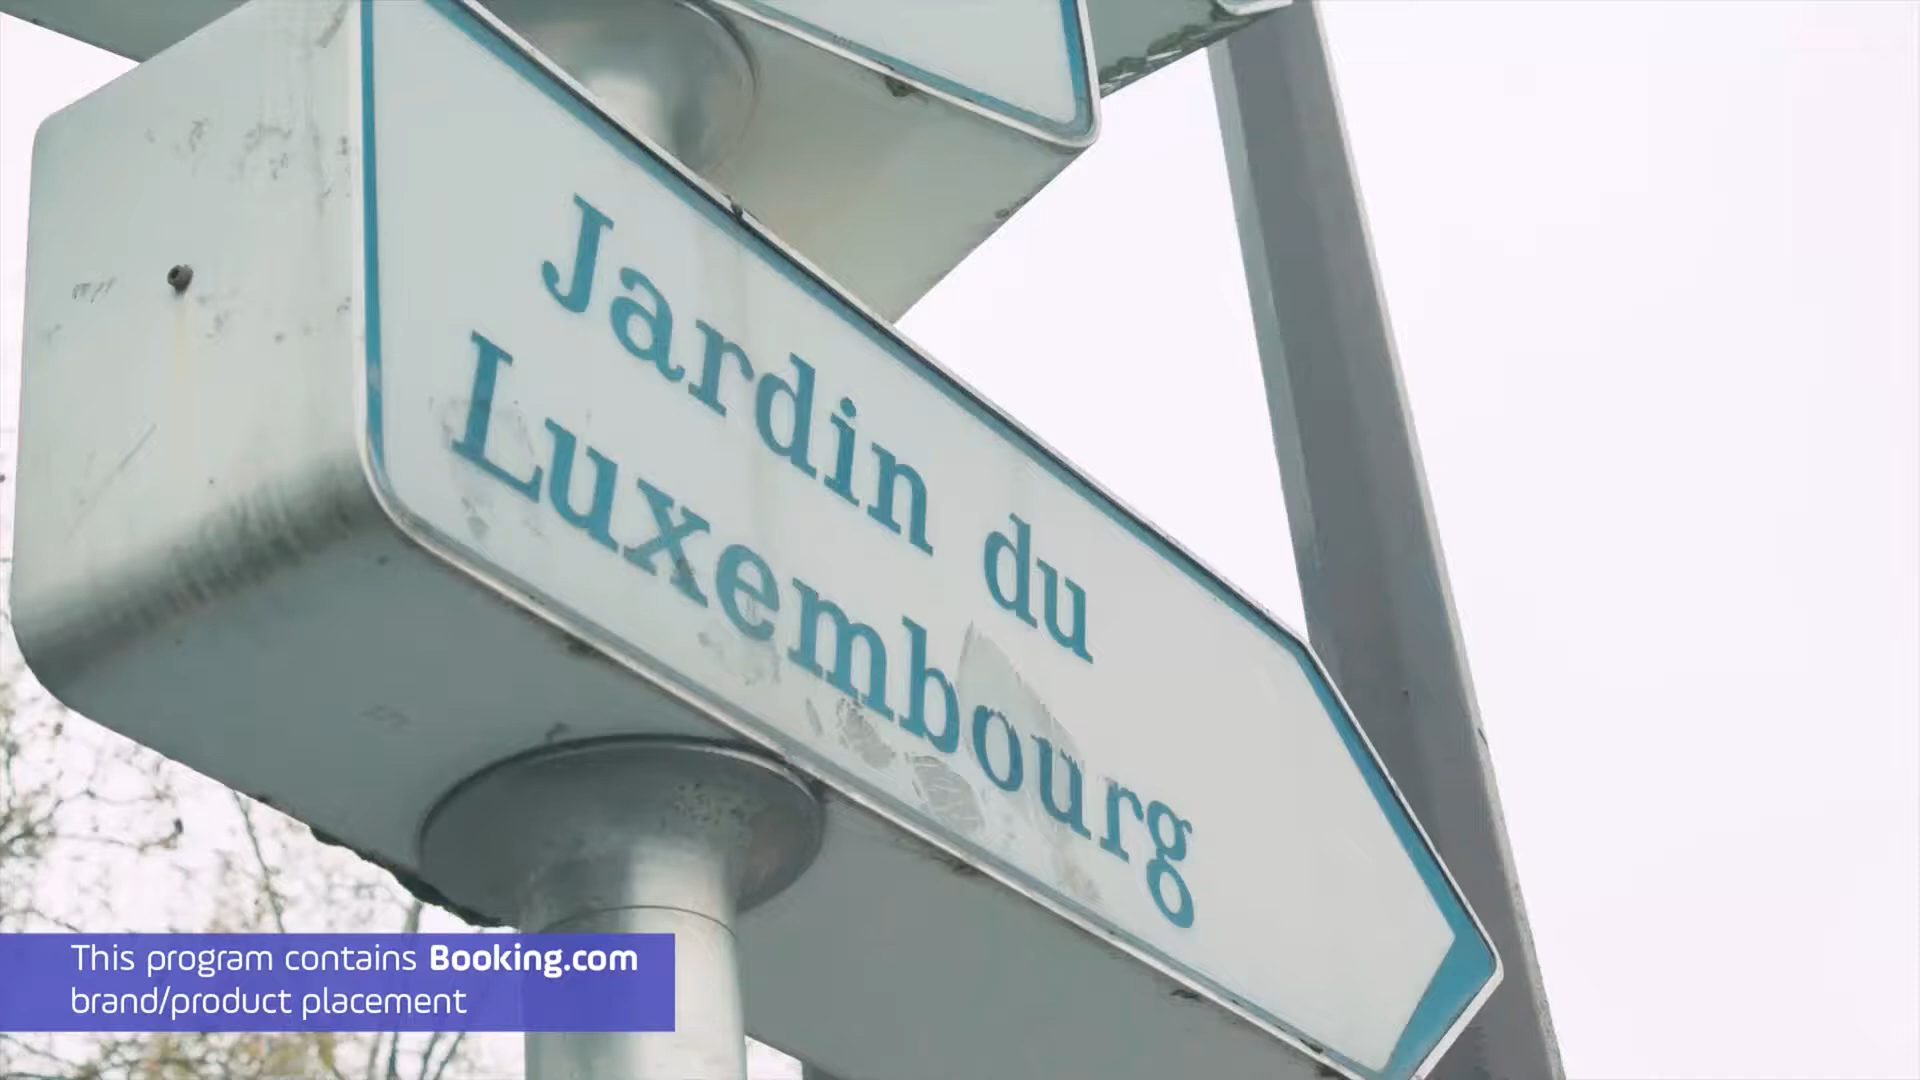 Jardin du
Luxembourg
This program contains Booking.com
brand/product placement